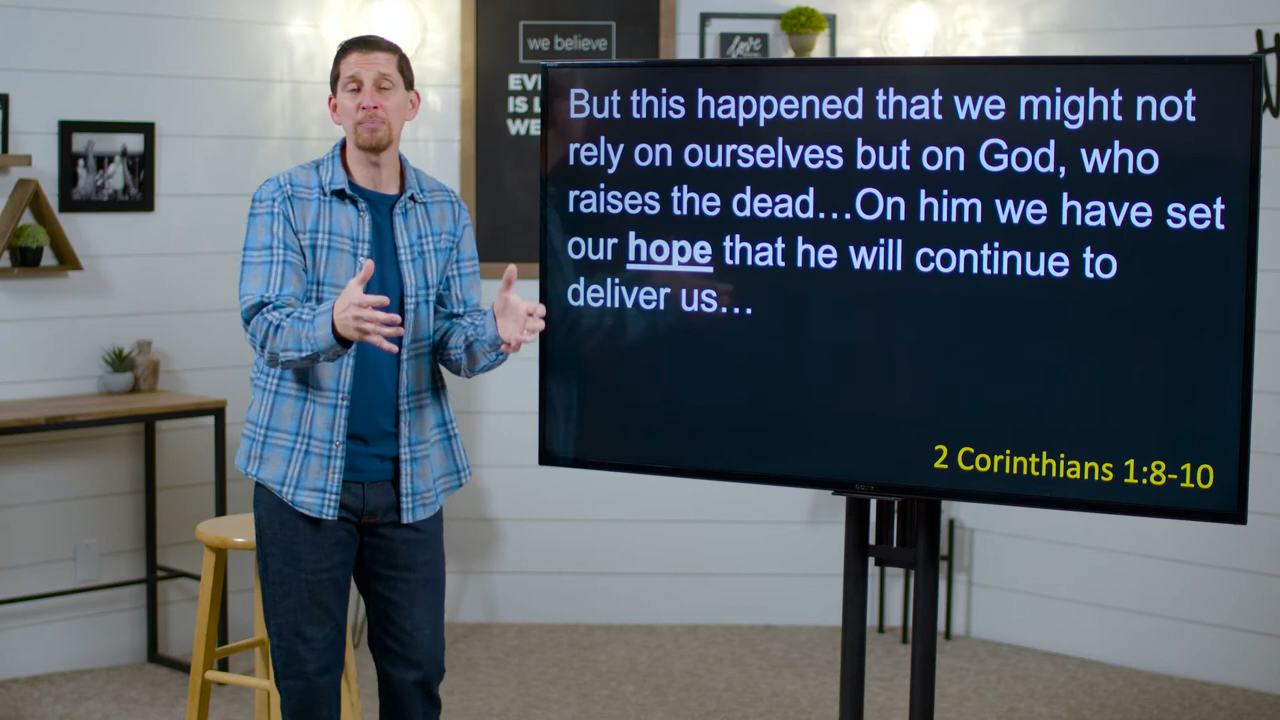 we believe
love
But this happened that we might not
rely on ourselves but on God, who
raises the dead...On him we have set
our hope that he will continue to
deliver us...
2 Corinthians 1:8-10